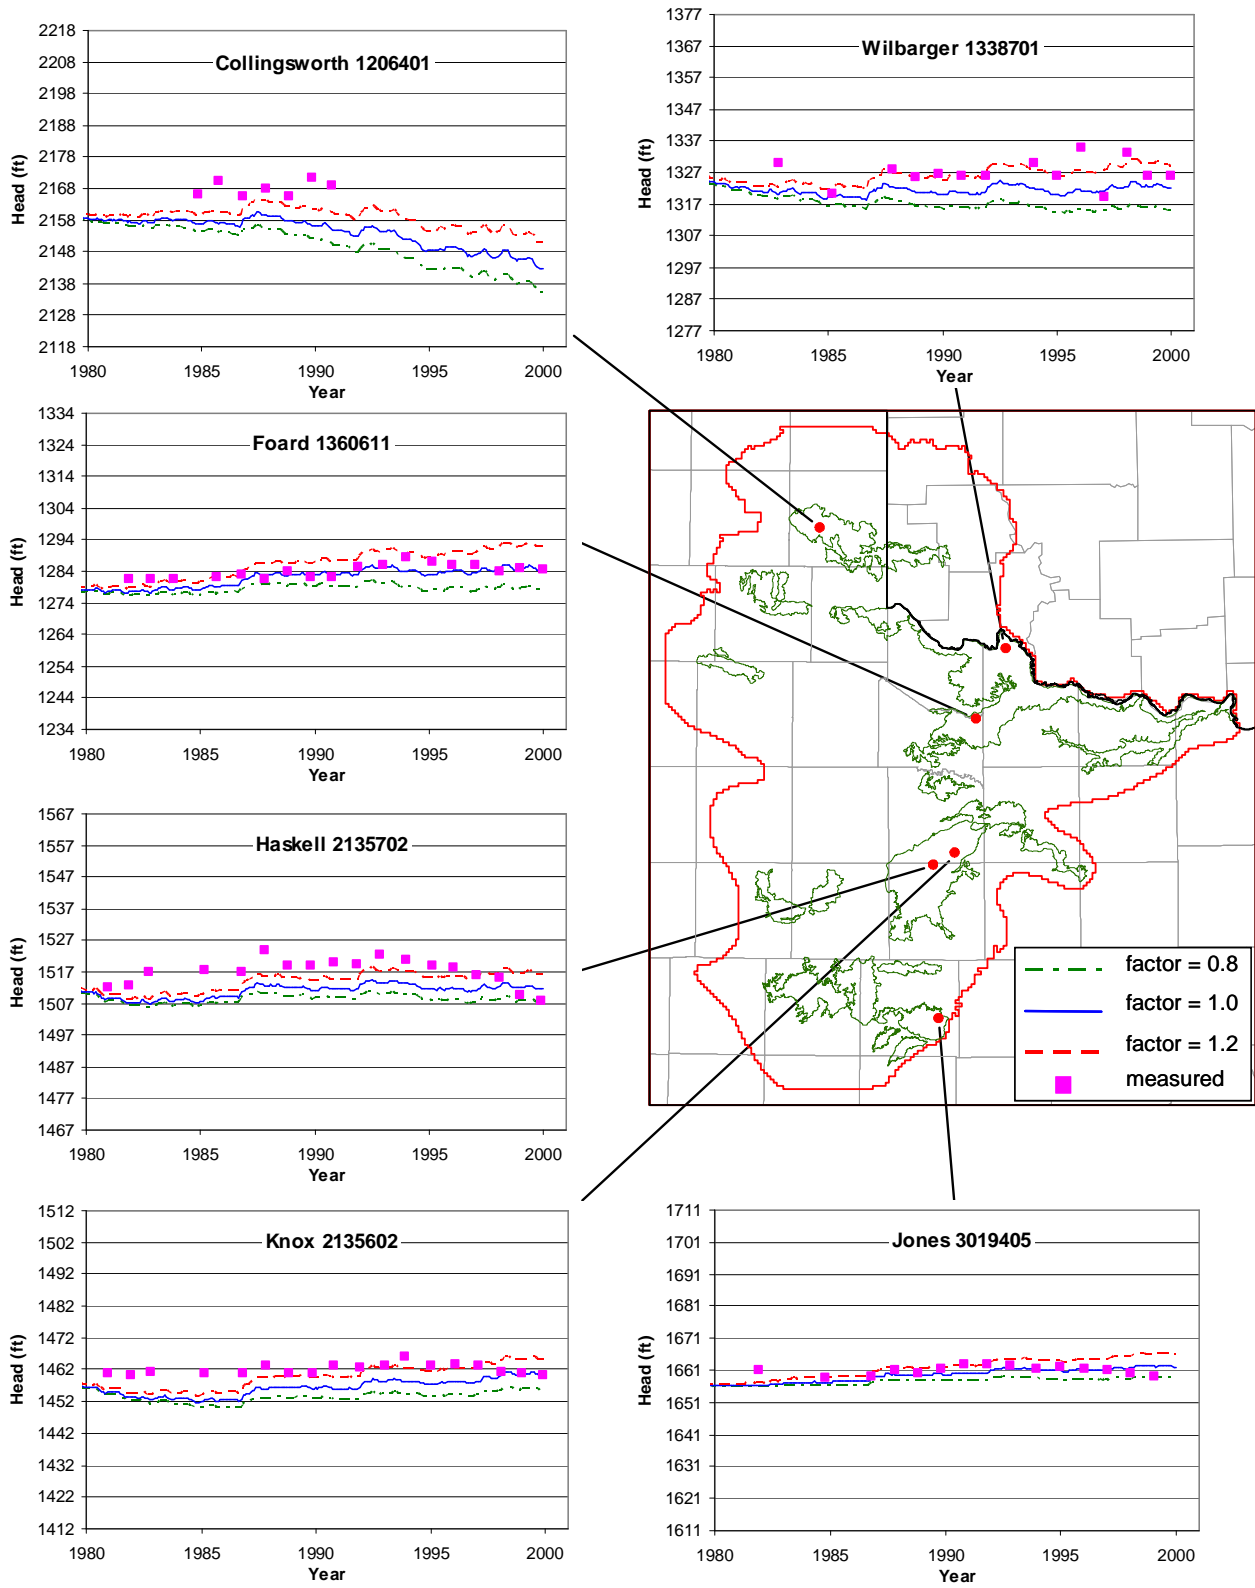 Collingsworth 1206401
Head (ft)
2218
2208
2198
2188
2178
2168
2158
2148
2138
2128
2118
1980 1985 1990 1995 2000
Year
Wilbarger 1338701
Head (ft)
1377
1367
1357
1347
1337
1327
1317
1307
1297
1287
1277
1980 1985 1990 1995 2000
Year
Foard 1360611
Head (ft)
1334
1324
1314
1304
1294
1284
1274
1264
1254
1244
1234
1980 1985 1990 1995 2000
Year
Haskell 2135702
Head (ft)
1567
1557
1547
1537
1527
1517
1507
1497
1487
1477
1467
1980 1985 1990 1995 2000
Year
factor = 0.8
factor = 1.0
factor = 1.2
measured
Knox 2135602
Head (ft)
1512
1502
1492
1482
1472
1462
1452
1442
1432
1422
1412
1980 1985 1990 1995 2000
Year
Jones 3019405
Head (ft)
1711
1701
1691
1681
1671
1661
1651
1641
1631
1621
1611
1980 1985 1990 1995 2000
Year